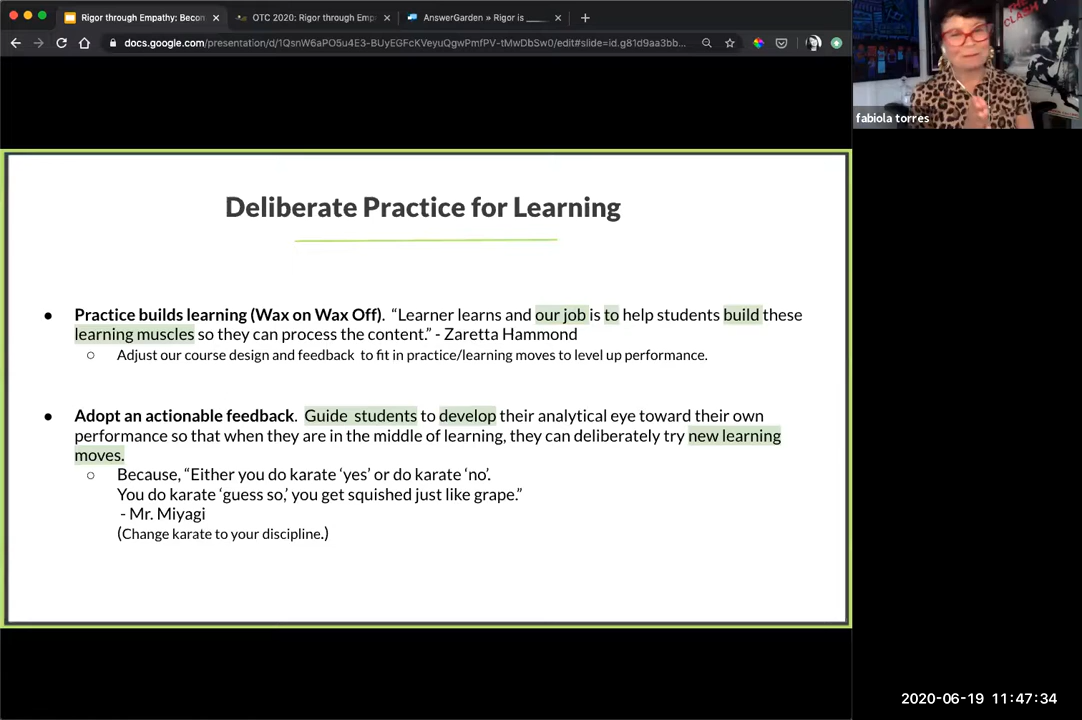 Rigor through Empathy: Becon
OTC 2020: Rigor through Emp
AnswerGarden » Rigor is ____
docs.google.com/presentation/d/1QsnW6aPO5u4E3-BUyEGFcKVeyuQgwPmfPV-tMwDbSw0/edit#slide=id.g81d9aa3bb...
THE CLASH
fabiola torres
Deliberate Practice for Learning
● Practice builds learning (Wax on Wax Off). “Learner learns and our job is to help students build these
learning muscles so they can process the content.” - Zaretta Hammond
○ Adjust our course design and feedback to fit in practice/learning moves to level up performance.
● Adopt an actionable feedback. Guide students to develop their analytical eye toward their own
performance so that when they are in the middle of learning, they can deliberately try new learning
moves.
○ Because, “Either you do karate ‘yes’ or do karate ‘no’.
You do karate ‘guess so,’ you get squished just like grape.”
- Mr. Miyagi
(Change karate to your discipline.)
2020-06-19 11:47:34